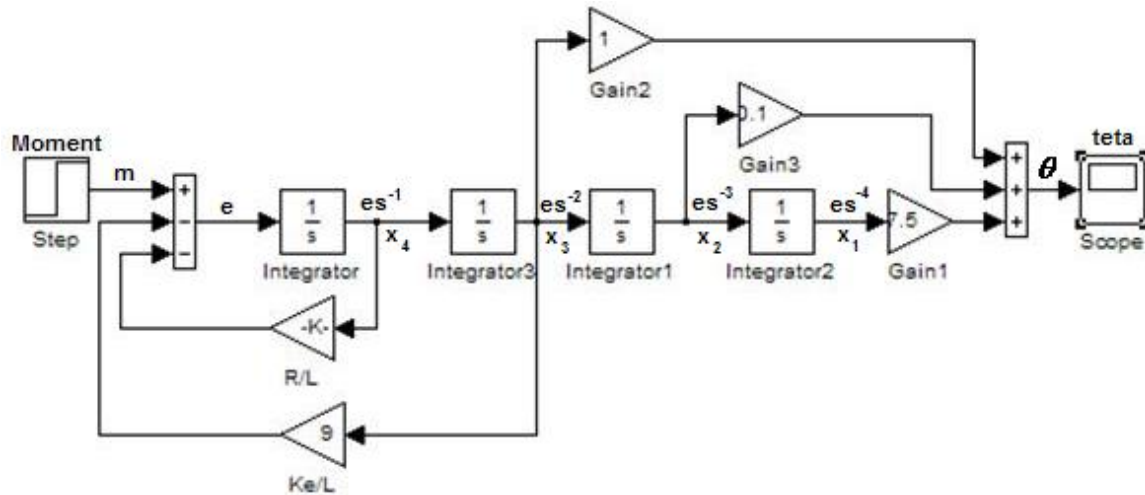 1
Gain2
0.1
Gain3
Moment
m
+
−
−
Step
e
1
s
Integrator
es-1
x4
1
s
Integrator3
es-2
x3
1
s
Integrator1
es-3
x2
1
s
Integrator2
es-4
x1
7.5
Gain1
+
+
+
θ
teta
Scope
-K-
R/L
9
Ke/L